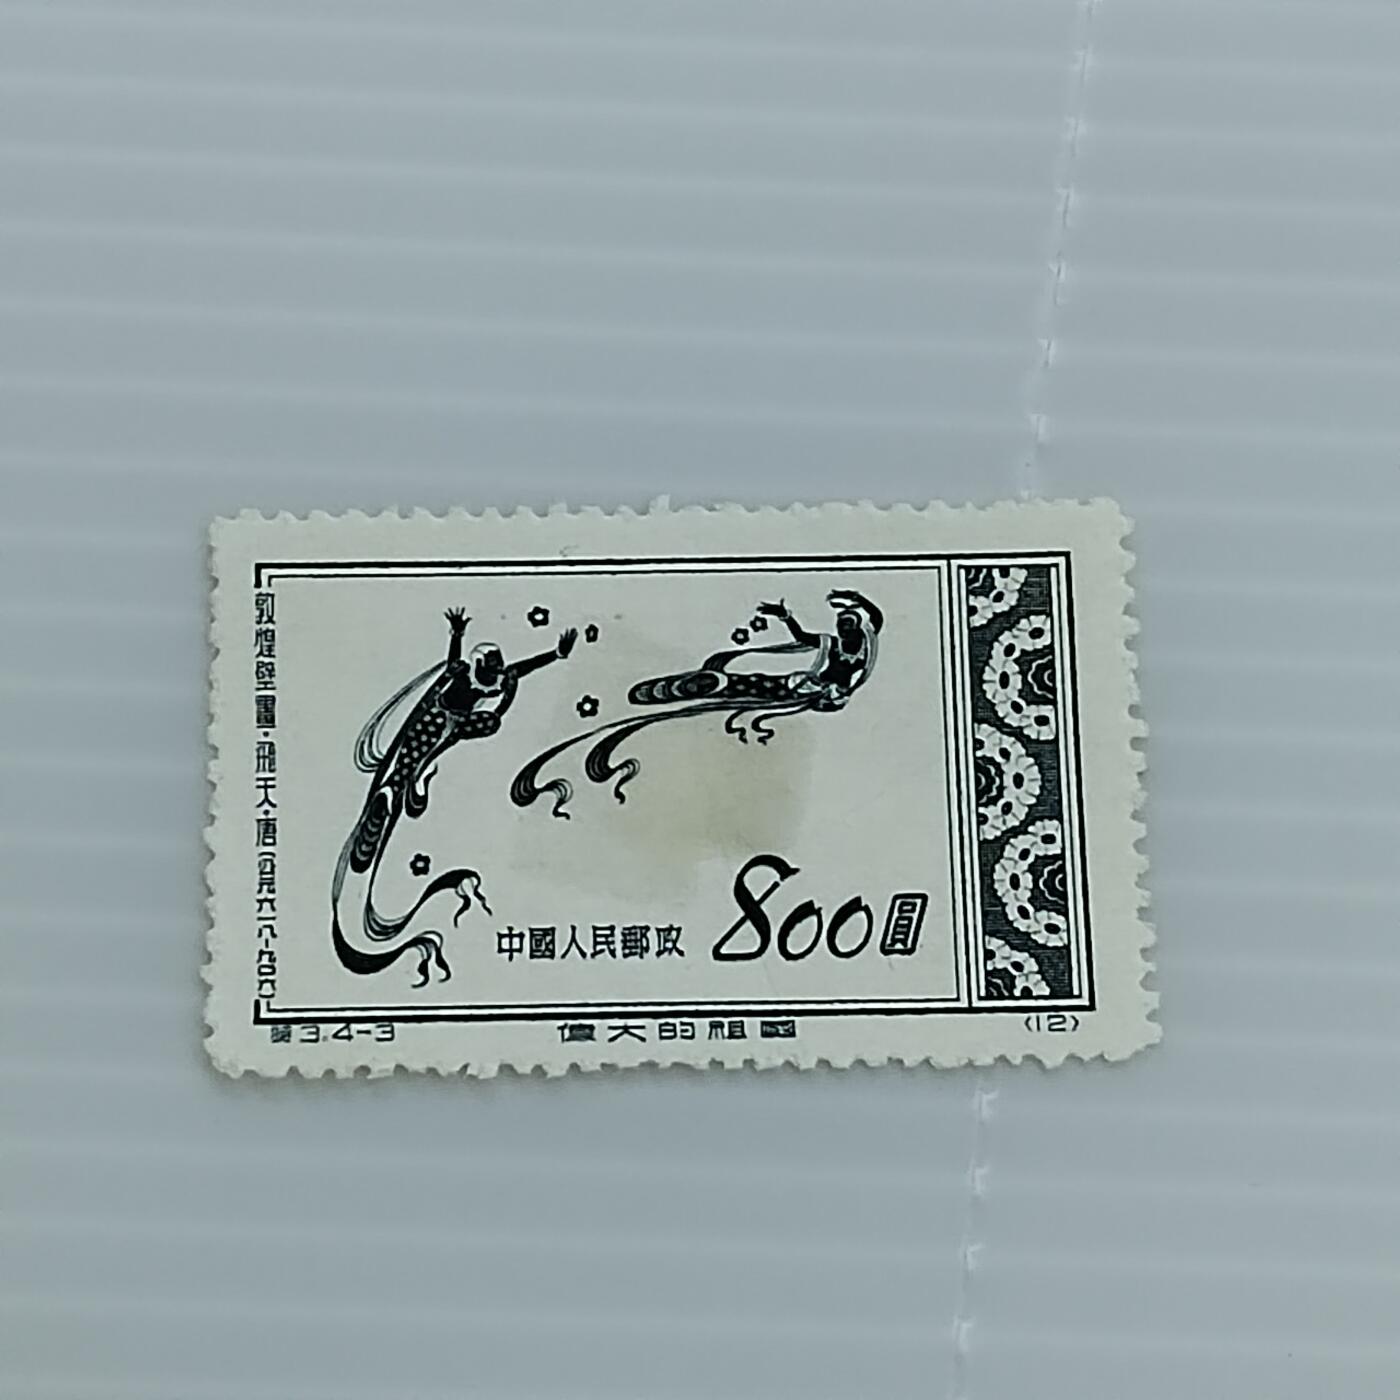 敦煌壁畫·飛天·唐(公元六一八-九〇六)
中國人民郵政
800圓
特3.4-3
偉大的祖國
(12)